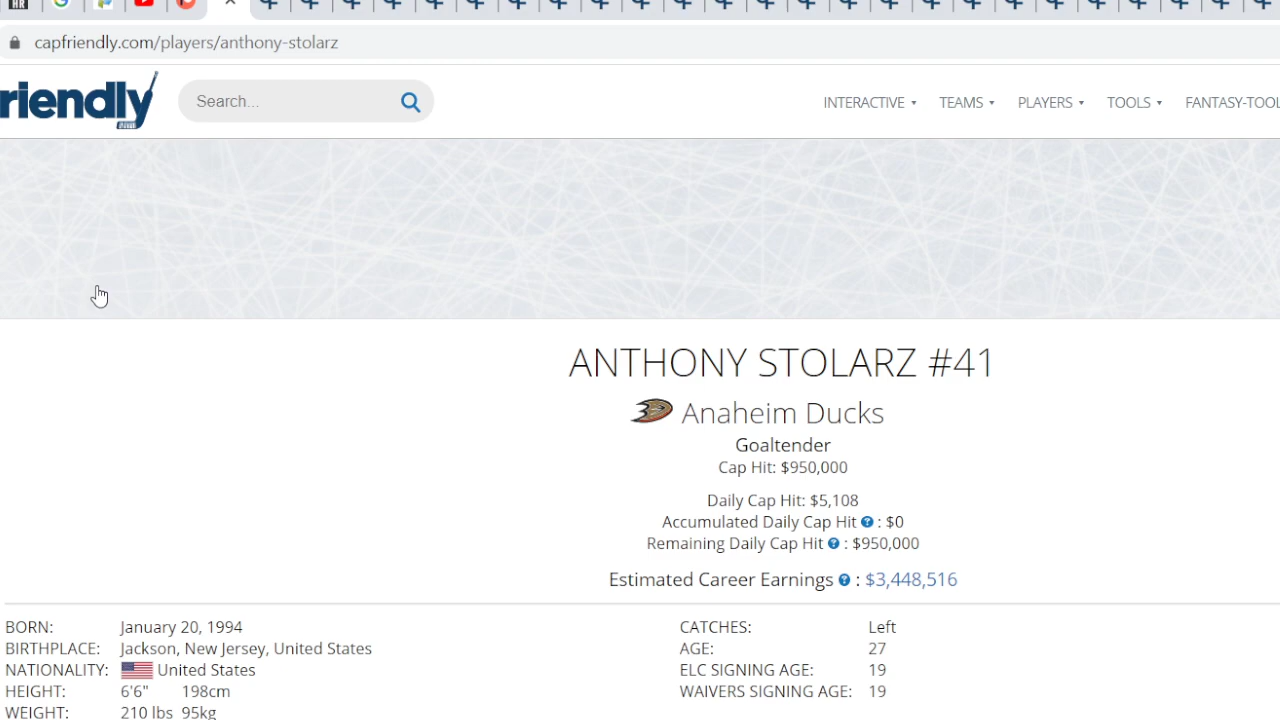 HR
capfriendly.com/players/anthony-stolarz
riendly
Search...
INTERACTIVE ▾ TEAMS ▾ PLAYERS ▾ TOOLS ▾ FANTASY-TOOL
ANTHONY STOLARZ #41
Anaheim Ducks
Goaltender
Cap Hit: $950,000
Daily Cap Hit: $5,108
Accumulated Daily Cap Hit ? : $0
Remaining Daily Cap Hit ? : $950,000
Estimated Career Earnings ? : $3,448,516
BORN: January 20, 1994
BIRTHPLACE: Jackson, New Jersey, United States
NATIONALITY: United States
HEIGHT: 6'6" 198cm
WEIGHT: 210 lbs 95kg
CATCHES: Left
AGE: 27
ELC SIGNING AGE: 19
WAIVERS SIGNING AGE: 19